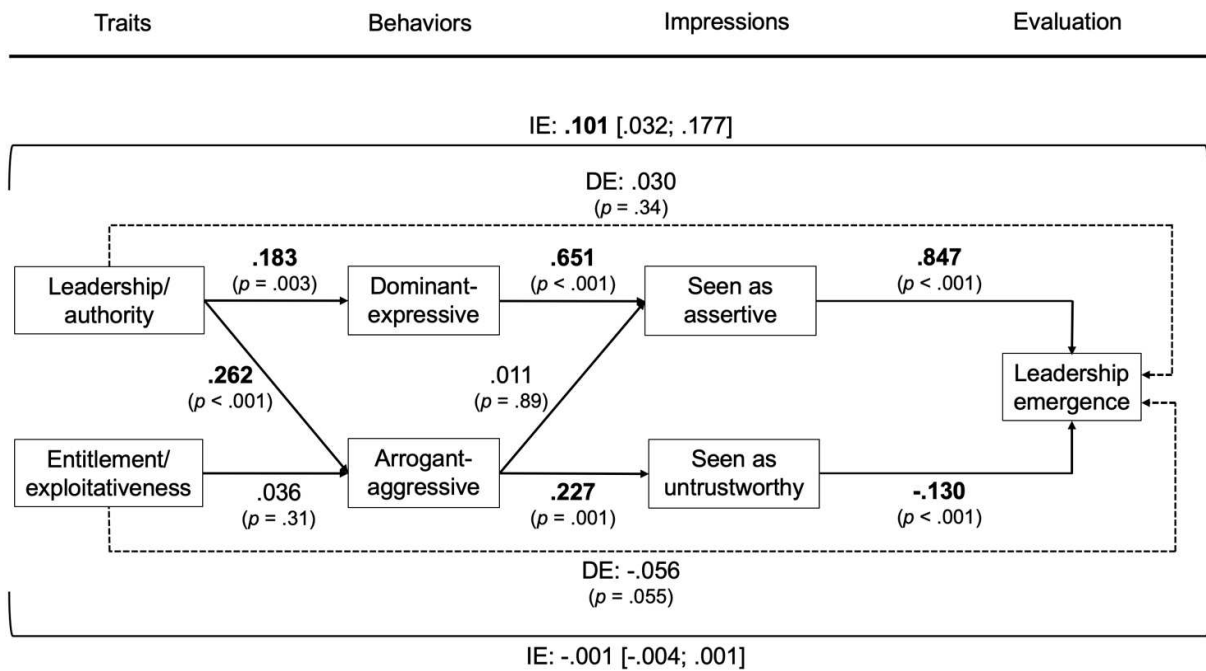 Traits Behaviors Impressions Evaluation
IE: .101 [.032; .177]
DE: .030
(p = .34)
.183 .651 .847
(p = .003) (p < .001) (p < .001)
Leadership/
authority
Dominant-
expressive
Seen as
assertive
.262
(p < .001)
.011
(p = .89)
Leadership
emergence
Entitlement/
exploitativeness
Arrogant-
aggressive
Seen as
untrustworthy
.036 .227 -.130
(p = .31) (p = .001) (p < .001)
DE: -.056
(p = .055)
IE: -.001 [-.004; .001]